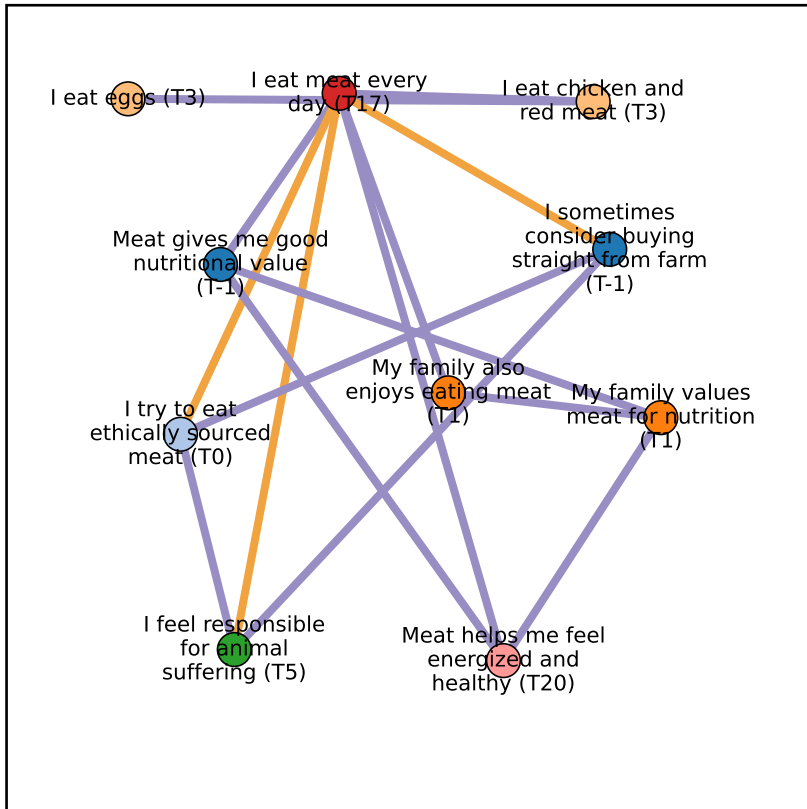 I eat eggs (T3)
I eat meat every
day (T17)
I eat chicken and
red meat (T3)
Meat gives me good
nutritional value
(T-1)
I sometimes
consider buying
straight from farm
(T-1)
I try to eat
ethically sourced
meat (T0)
My family also
enjoys eating meat
(T1)
My family values
meat for nutrition
(T1)
I feel responsible
for animal
suffering (T5)
Meat helps me feel
energized and
healthy (T20)